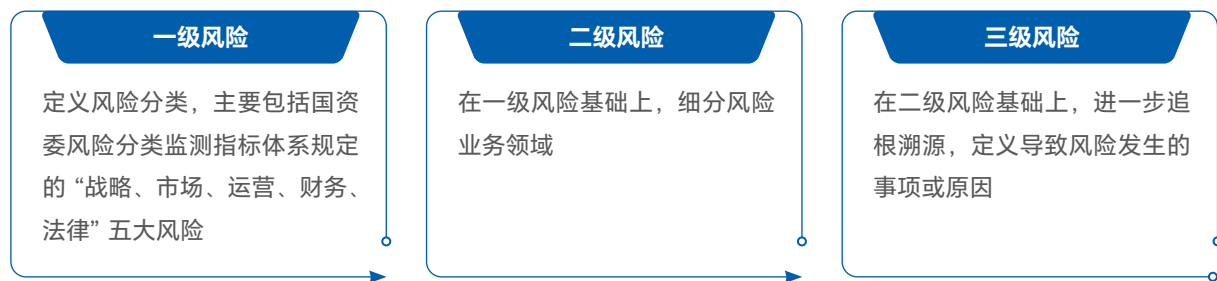 一级风险
定义风险分类，主要包括国资
委风险分类监测指标体系规定
的 “战略、市场、运营、财务、
法律” 五大风险
二级风险
在一级风险基础上，细分风险
业务领域
三级风险
在二级风险基础上，进一步追
根溯源，定义导致风险发生的
事项或原因